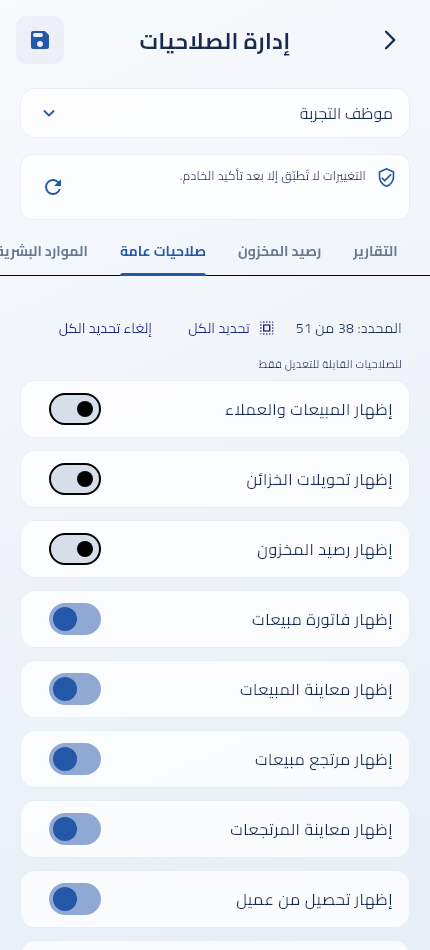 إدارة الصلاحيات
موظف التجربة
التغييرات لا تُطبّق إلا بعد تأكيد الخادم.
التقارير
رصيد المخزون
صلاحيات عامة
الموارد البشرية
المحدد: 38 من 51
تحديد الكل
إلغاء تحديد الكل
للصلاحيات القابلة للتعديل فقط
إظهار المبيعات والعملاء
إظهار تحويلات الخزائن
إظهار رصيد المخزون
إظهار فاتورة مبيعات
إظهار معاينة المبيعات
إظهار مرتجع مبيعات
إظهار معاينة المرتجعات
إظهار تحصيل من عميل